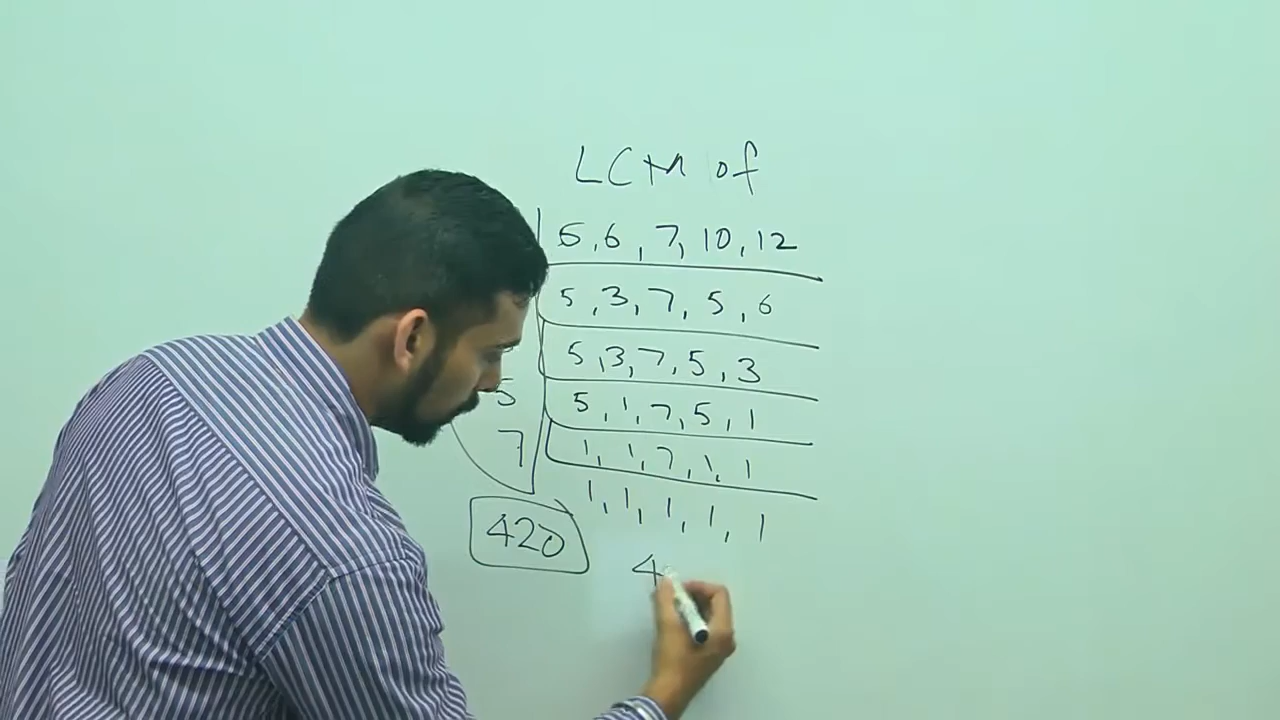 LCM of
5, 6, 7, 10, 12
5, 3, 7, 5, 6
5, 3, 7, 5, 3
5 5, 1, 7, 5, 1
7 1, 1, 7, 1, 1
1, 1, 1, 1, 1
420
4